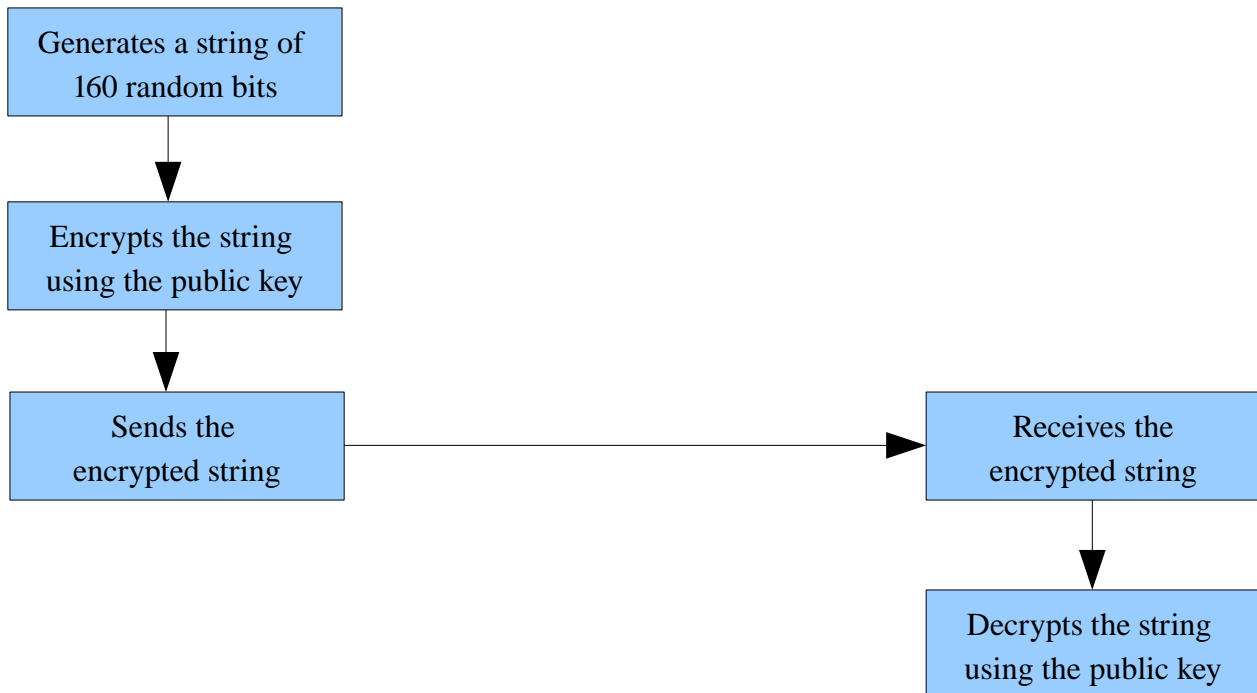 Generates a string of
160 random bits
Encrypts the string
using the public key
Sends the
encrypted string
Receives the
encrypted string
Decrypts the string
using the public key